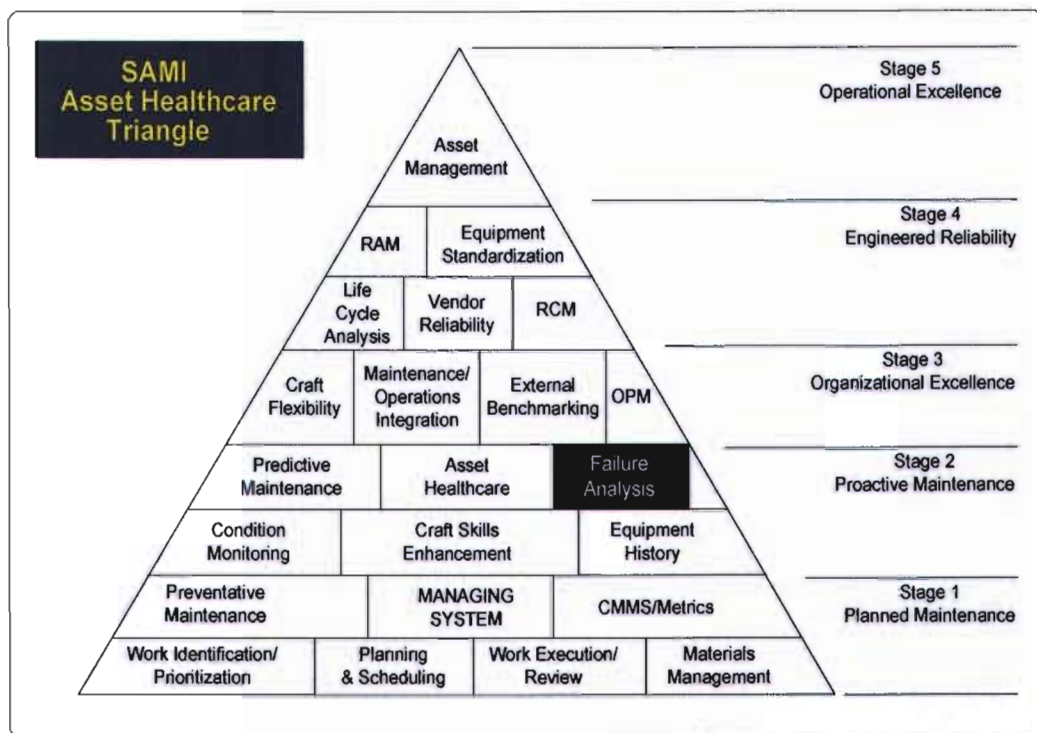 SAMI
Asset Healthcare
Triangle
Stage 5
Operational Excellence
Asset
Management
Stage 4
Engineered Reliability
RAM
Equipment
Standardization
Life
Cycle
Analysis
Vendor
Reliability
RCM
Stage 3
Organizational Excellence
Craft
Flexibility
Maintenance/
Operations
Integration
External
Benchmarking
OPM
Stage 2
Proactive Maintenance
Predictive
Maintenance
Asset
Healthcare
Failure
Analysis
Condition
Monitoring
Craft Skills
Enhancement
Equipment
History
Stage 1
Planned Maintenance
Preventative
Maintenance
MANAGING
SYSTEM
CMMS/Metrics
Work Identification/
Prioritization
Planning
& Scheduling
Work Execution/
Review
Materials
Management